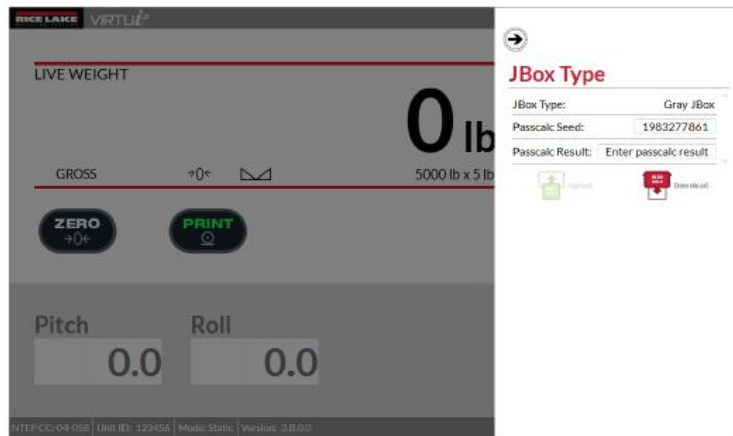 RICE LAKE VIRTUi³
LIVE WEIGHT
0 lb
GROSS →0← 5000 lb x 5 lb
ZERO
→0←
PRINT
Pitch Roll
0.0 0.0
NTEP CC: 04-058 Unit ID: 123456 Mode: Static Version: 3.0.0.0
JBox Type
JBox Type: Gray JBox
Passcalc Seed: 1983277861
Passcalc Result: Enter passcalc result
Upload Download